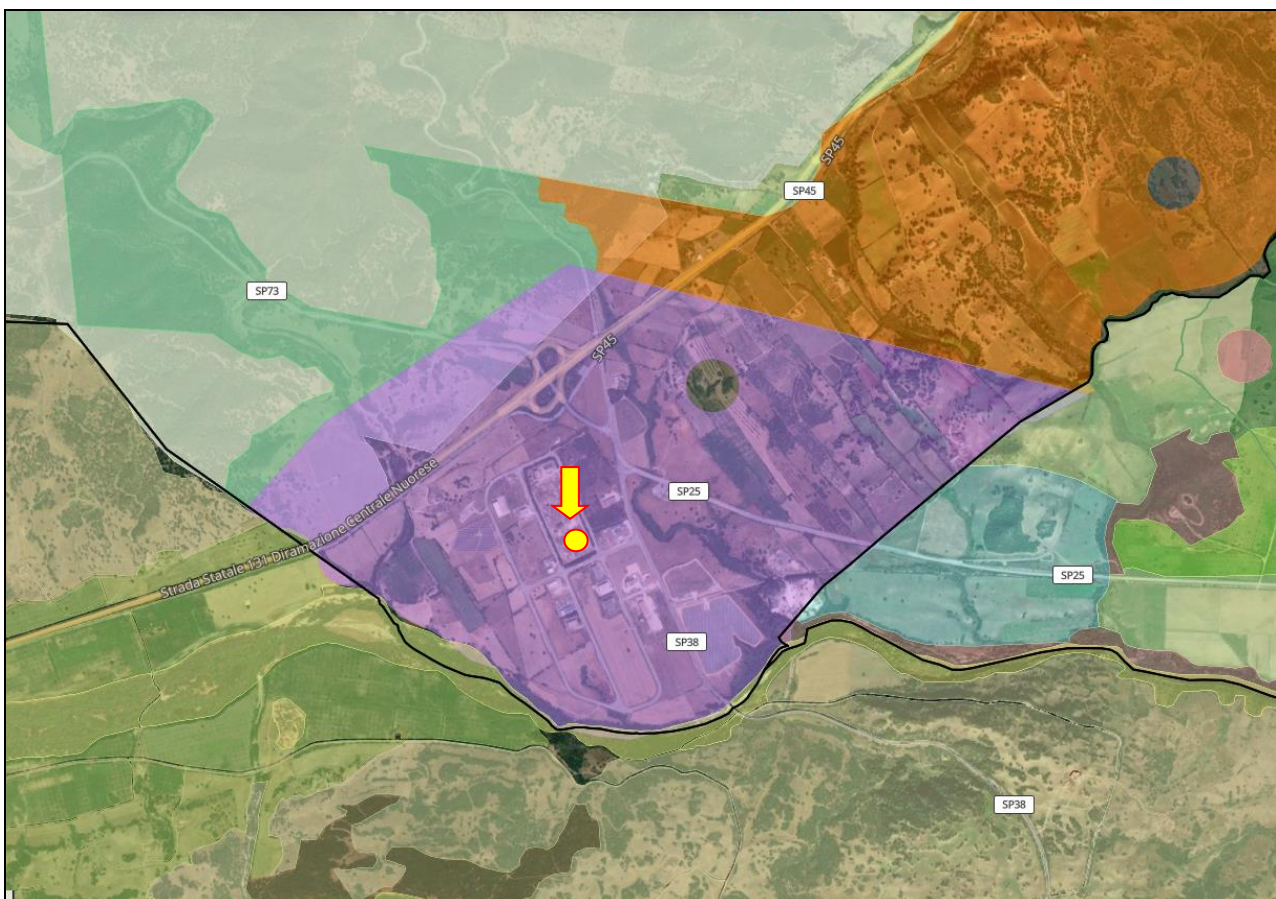 SP45
SP45
SP73
SP45
Strada Statale 131 Diramazione Centrale Nuorese
SP25
SP25
SP38
SP38